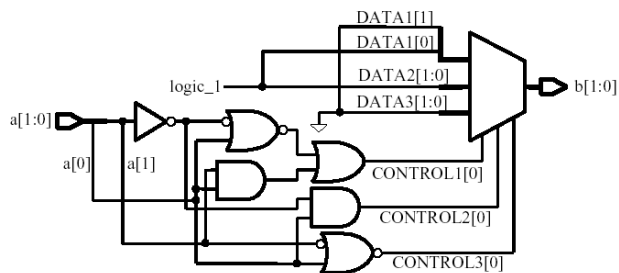 DATA1[1]
DATA1[0]
logic_1
DATA2[1:0]
b[1:0]
DATA3[1:0]
a[1:0]
a[0]
a[1]
CONTROL1[0]
CONTROL2[0]
CONTROL3[0]